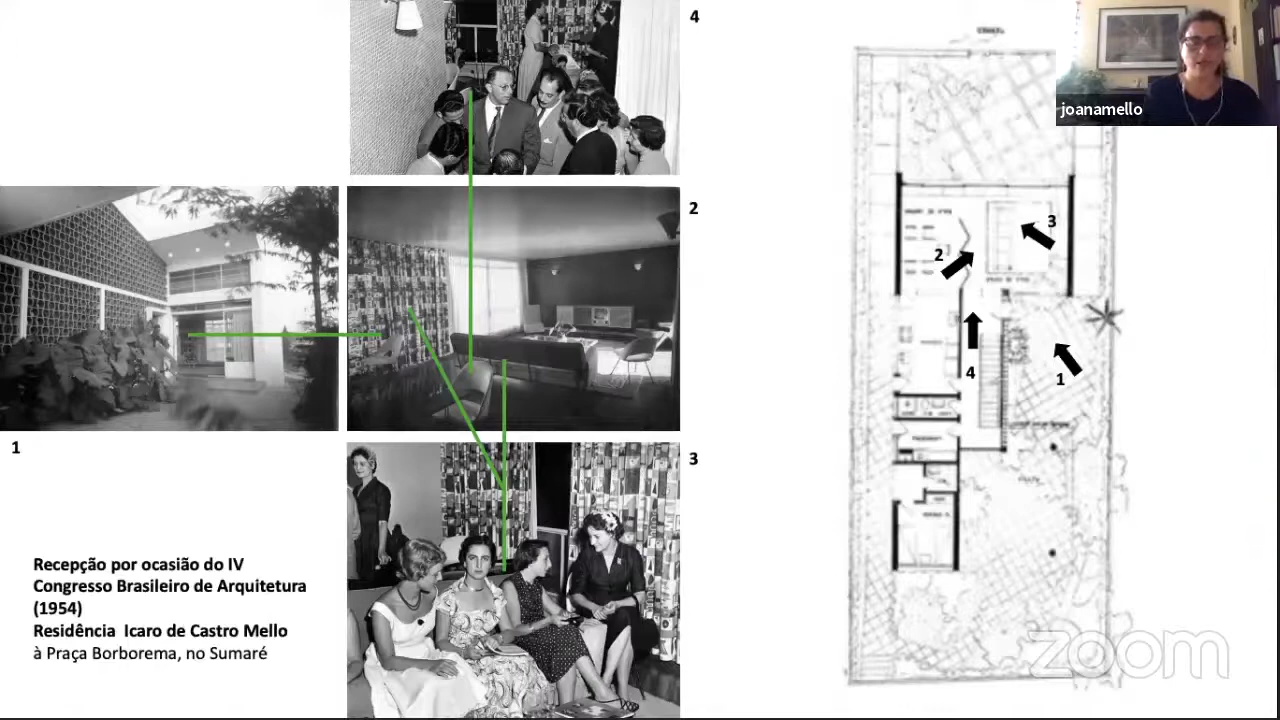 4
joanamello
2
3
2
3
4
1
1
3
Recepção por ocasião do IV
Congresso Brasileiro de Arquitetura
(1954)
Residência Icaro de Castro Mello
à Praça Borborema, no Sumaré
zoom